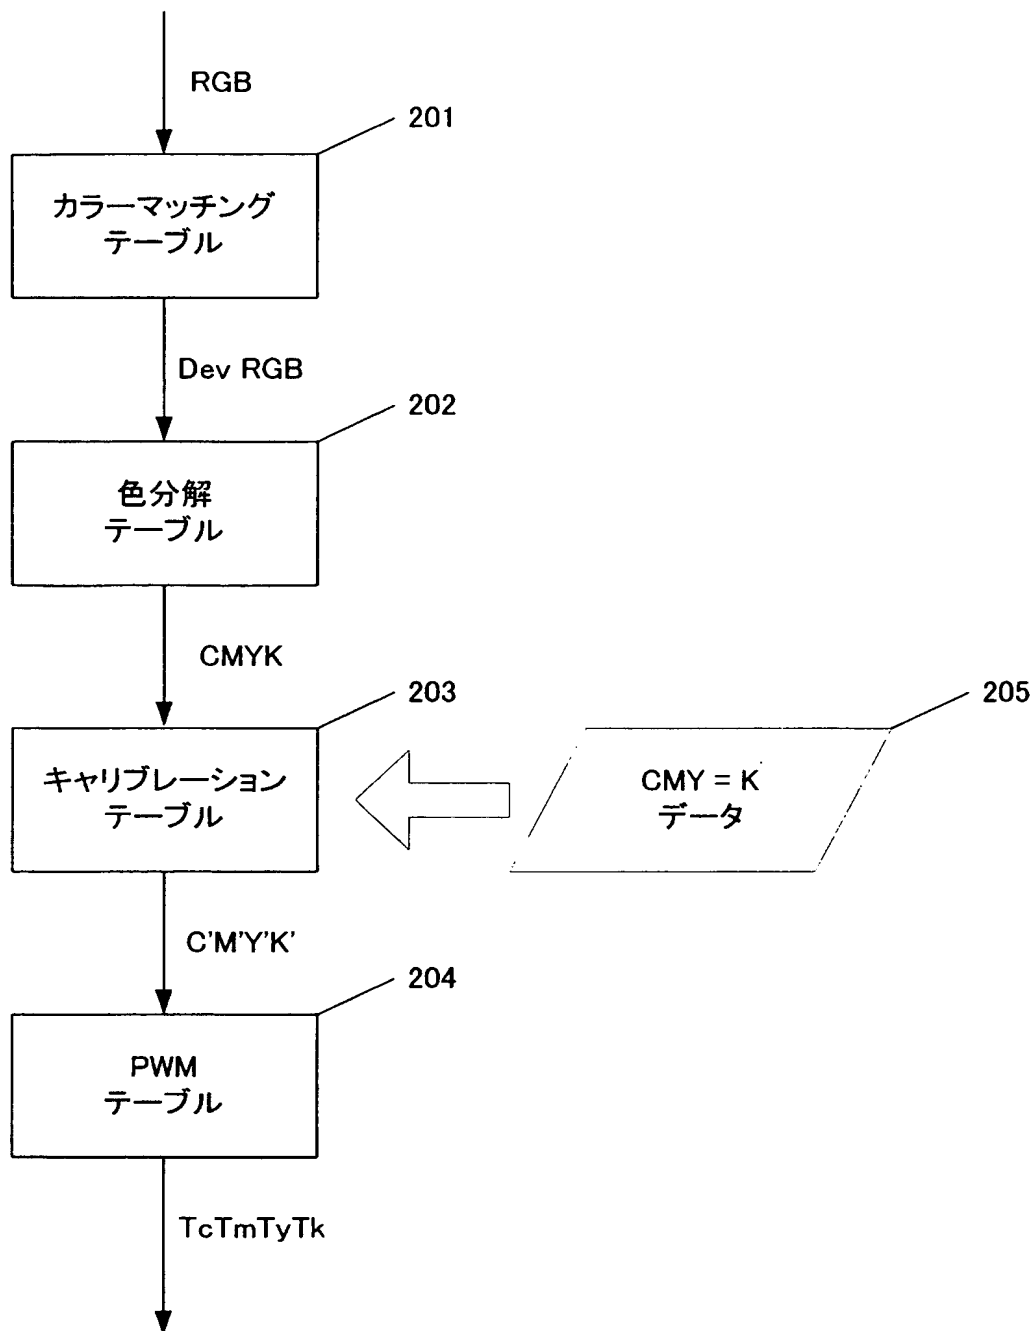 RGB
201
カラーマッチング
テーブル
Dev RGB
202
色分解
テーブル
CMYK
203
205
キャリブレーション
テーブル
CMY = K
データ
C'M'Y'K'
204
PWM
テーブル
TcTmTyTk